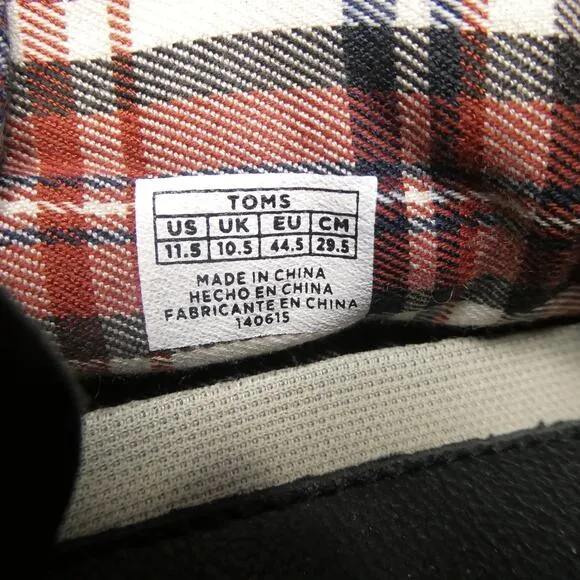 TOMS
US UK EU CM
11.5 10.5 44.5 29.5
MADE IN CHINA
HECHO EN CHINA
FABRICANTE EN CHINA
140615